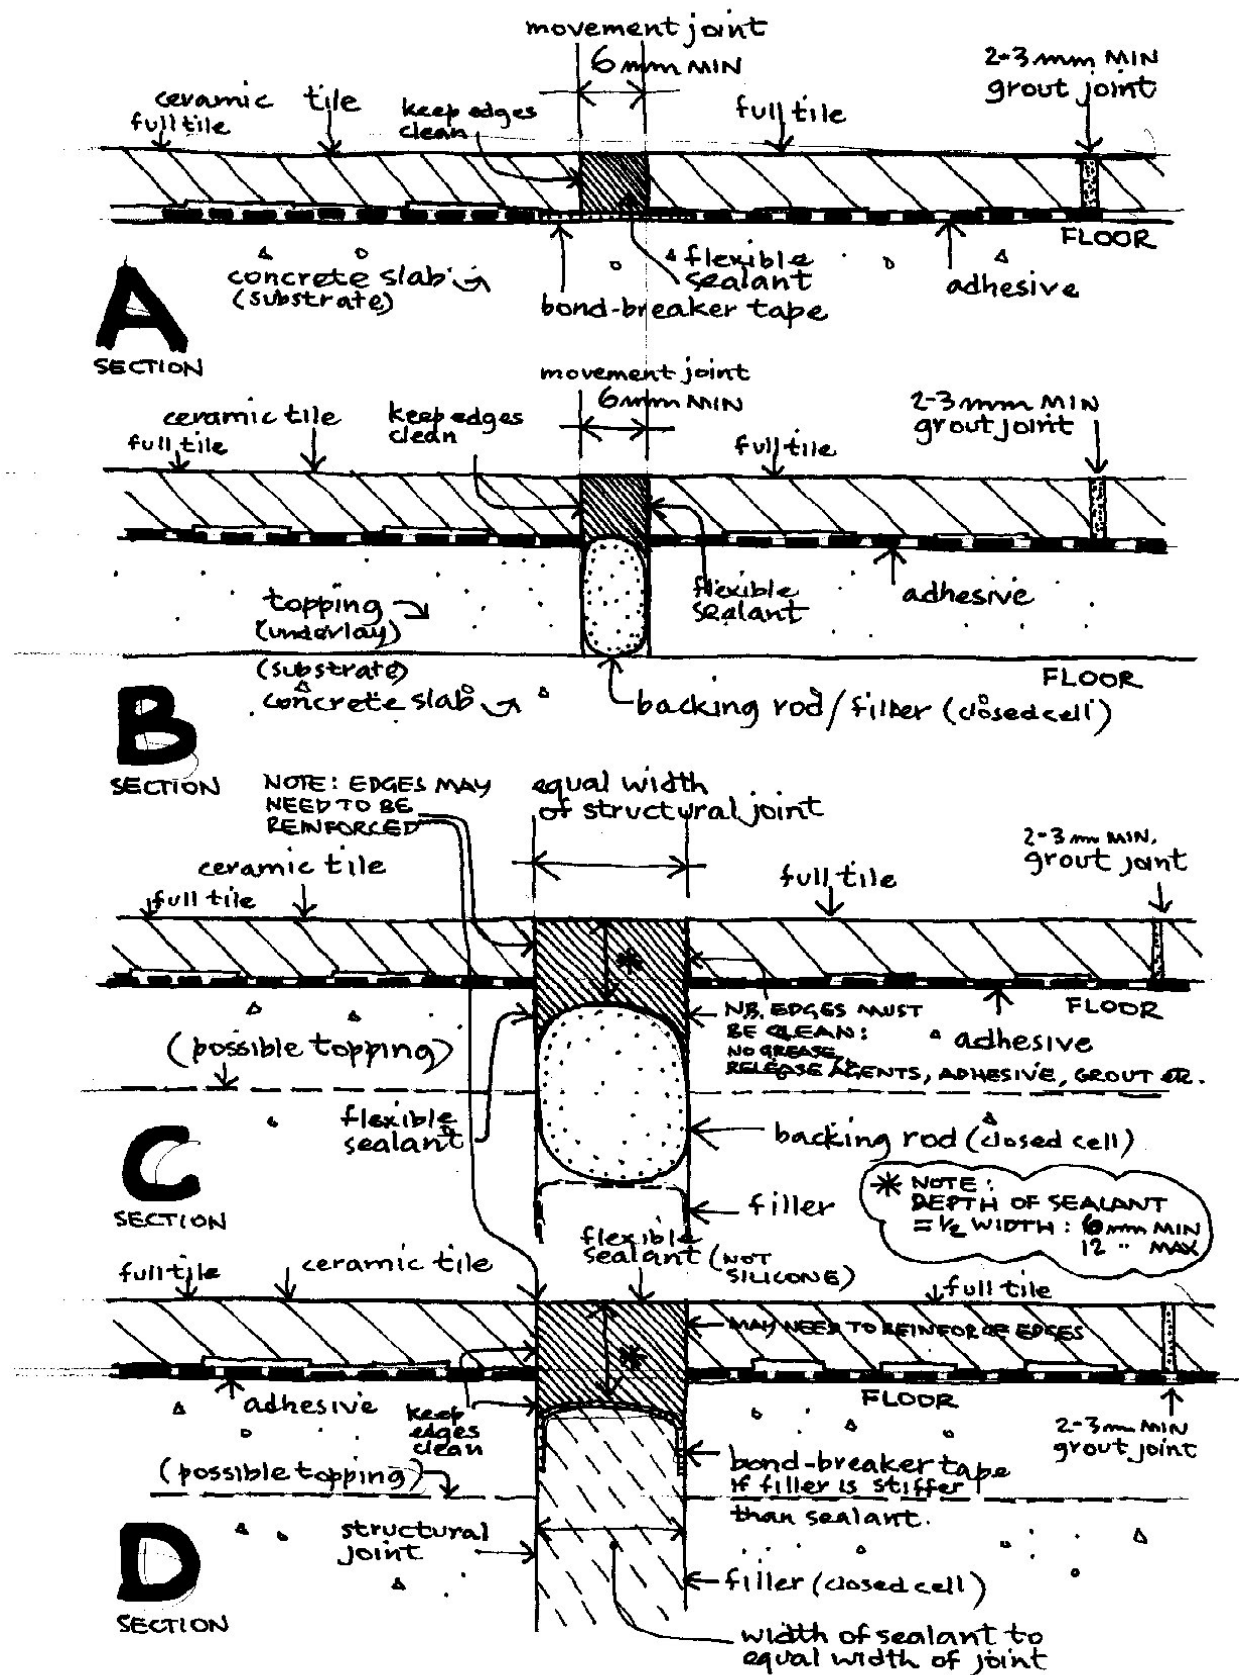 movement joint
6mm MIN
2-3mm MIN
grout joint
ceramic tile
full tile
keep edges
clean
full tile
FLOOR
concrete slab
(substrate)
flexible
sealant
adhesive
bond-breaker tape
A
SECTION
movement joint
6mm MIN
ceramic tile
full tile
keep edges
clean
full tile
2-3mm MIN
grout joint
topping
(underlay)
flexible
sealant
adhesive
(substrate)
concrete slab
FLOOR
backing rod/filler (closed cell)
B
SECTION
NOTE: EDGES MAY
NEED TO BE
REINFORCED
equal width
of structural joint
2-3mm MIN.
grout joint
ceramic tile
full tile
full tile
FLOOR
NB. EDGES MUST
BE CLEAN:
NO GREASE,
RELEASE AGENTS, ADHESIVE, GROUT etc.
adhesive
(possible topping)
flexible
sealant
backing rod (closed cell)
C
SECTION
filler
* NOTE:
DEPTH OF SEALANT
= 1/2 WIDTH: 6mm MIN
12 " MAX
flexible
sealant (NOT
SILICONE)
full tile
ceramic tile
full tile
MAY NEED TO REINFORCE EDGES
*
adhesive
keep
edges
clean
FLOOR
2-3mm MIN
grout joint
(possible topping)
bond-breaker tape
if filler is stiffer
than sealant.
structural
joint
D
SECTION
filler (closed cell)
width of sealant to
equal width of joint